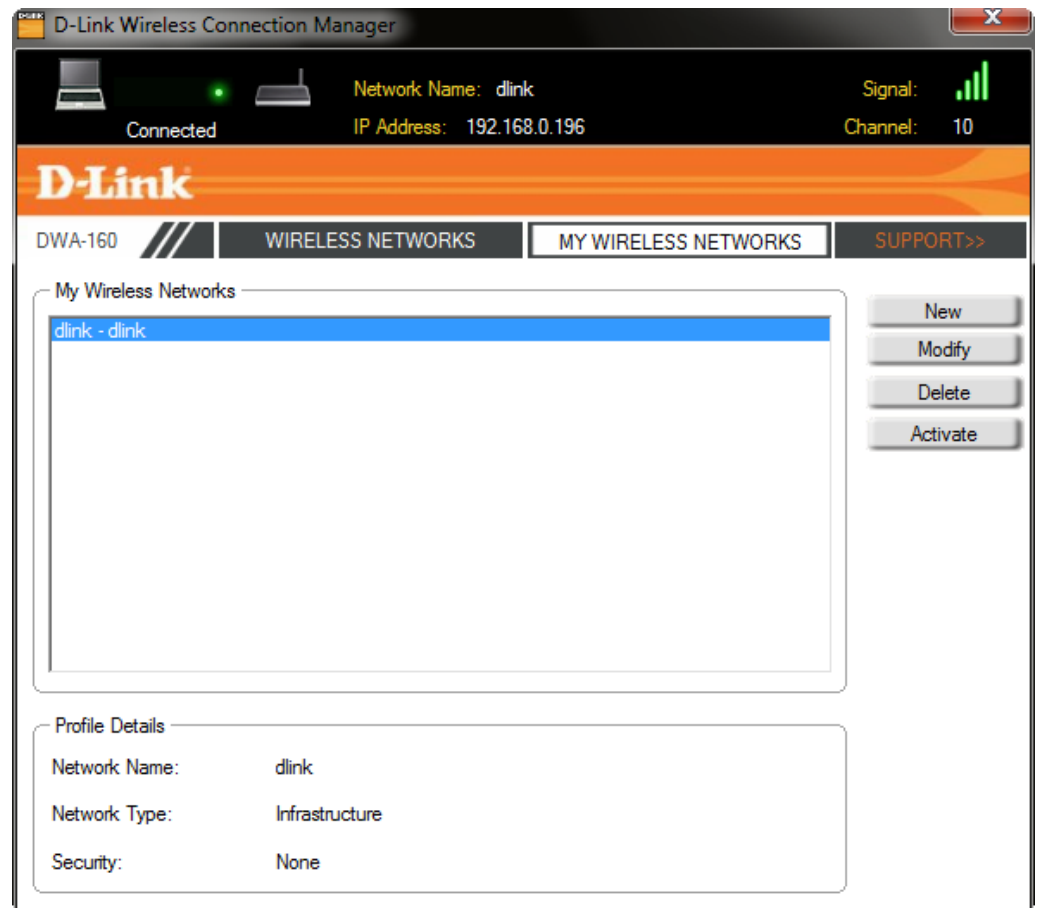 D-Link Wireless Connection Manager
Network Name: dlink
Signal:
Connected
IP Address: 192.168.0.196
Channel: 10
D-Link
DWA-160
WIRELESS NETWORKS
MY WIRELESS NETWORKS
SUPPORT>>
My Wireless Networks
dlink - dlink
New
Modify
Delete
Activate
Profile Details
Network Name: dlink
Network Type: Infrastructure
Security: None